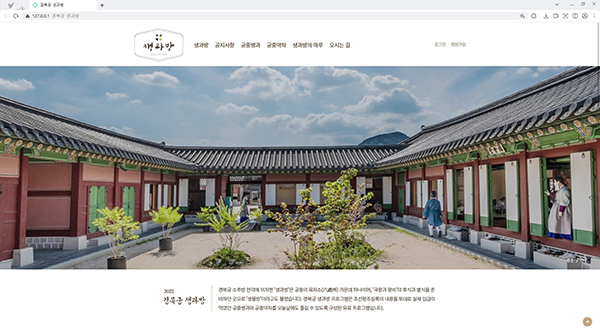 경복궁 생과방
127.0.0.1 경복궁 생과방
생과방
생과방 공지사항 궁중병과 궁중약차 생과방의 하루 오시는 길
로그인 회원가입
01 /
2022
경복궁 생과방
경복궁 소주방 전각에 위치한 "생과방"은 궁중의 육처소(六處所) 가운데 하나이며, "국왕과 왕비"의 후식과 별식을 준
비하던 곳으로 '생물방'이라고도 불렸습니다. 경복궁 생과방 프로그램은 조선왕조실록의 내용을 토대로 실제 임금이
먹었던 궁중병과와 궁중약차를 오늘날에도 즐길 수 있도록 구성된 유료 프로그램입니다.